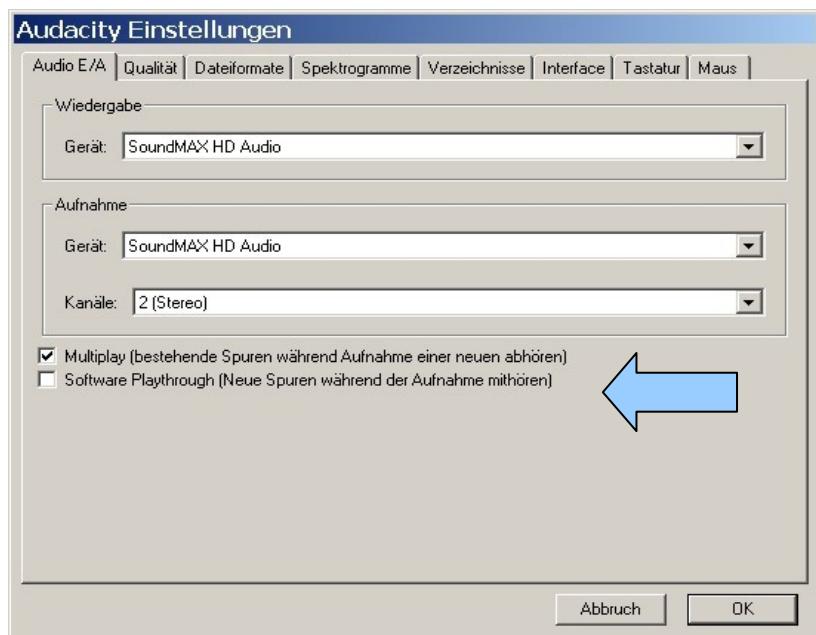 Audacity Einstellungen
Audio E/A Qualität Dateiformate Spektrogramme Verzeichnisse Interface Tastatur Maus
Wiedergabe
Gerät: SoundMAX HD Audio
Aufnahme
Gerät: SoundMAX HD Audio
Kanäle: 2 (Stereo)
Multiplay (bestehende Spuren während Aufnahme einer neuen abhören)
Software Playthrough (Neue Spuren während der Aufnahme mithören)
Abbruch OK